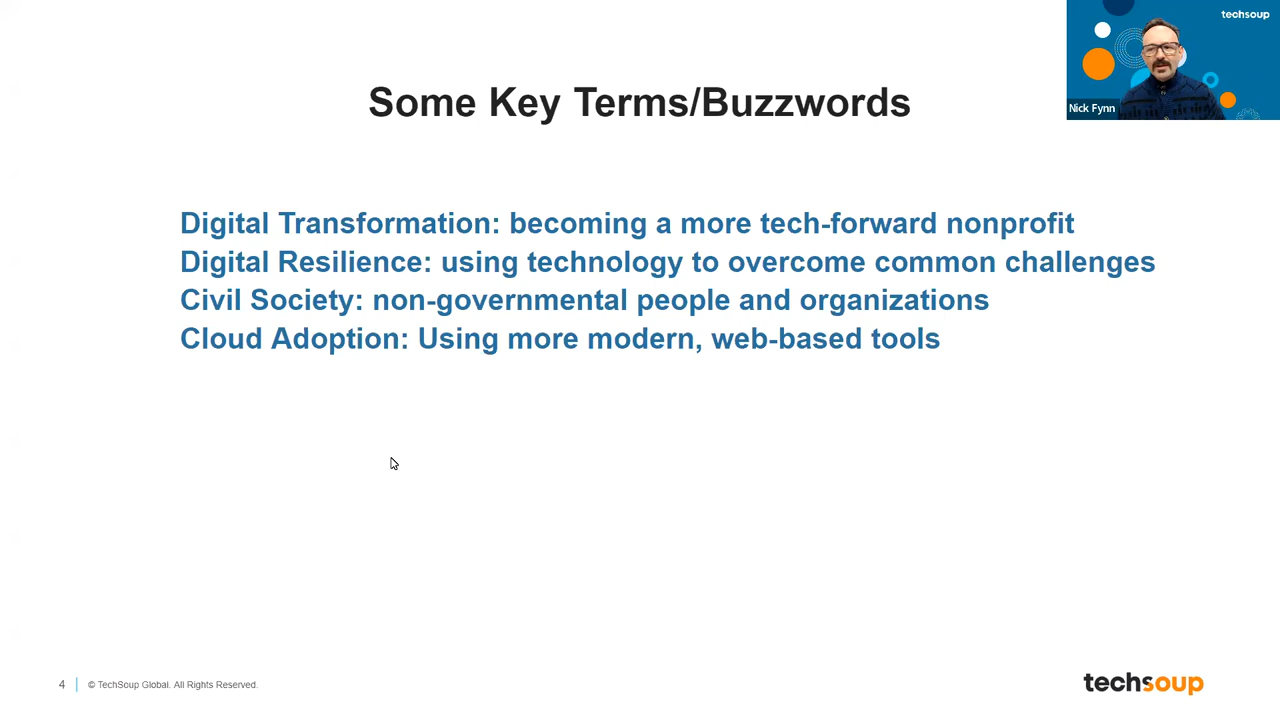 techsoup
Nick Fynn
Some Key Terms/Buzzwords
Digital Transformation: becoming a more tech-forward nonprofit
Digital Resilience: using technology to overcome common challenges
Civil Society: non-governmental people and organizations
Cloud Adoption: Using more modern, web-based tools
4 | © TechSoup Global. All Rights Reserved.
techsoup